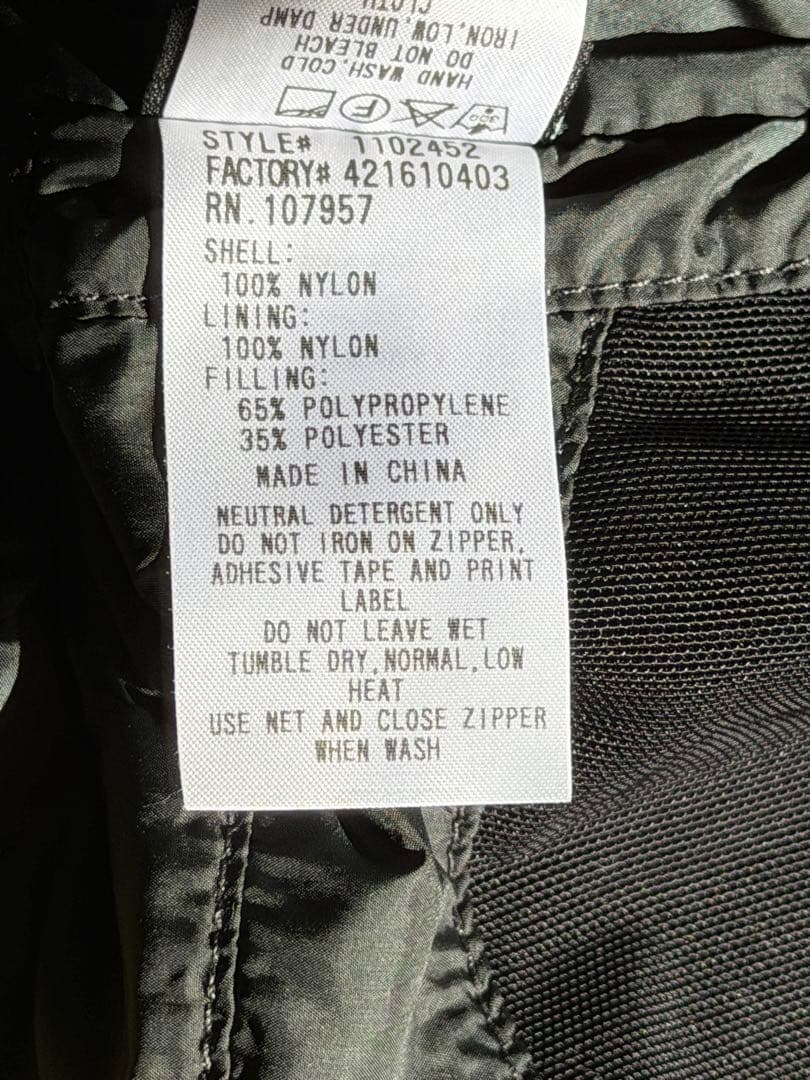 HAND WASH, COLD
DO NOT BLEACH
IRON, LOW, UNDER DAMP
CLOTH
STYLE# 1102452
FACTORY# 421610403
RN. 107957
SHELL:
100% NYLON
LINING:
100% NYLON
FILLING:
65% POLYPROPYLENE
35% POLYESTER
MADE IN CHINA
NEUTRAL DETERGENT ONLY
DO NOT IRON ON ZIPPER,
ADHESIVE TAPE AND PRINT
LABEL
DO NOT LEAVE WET
TUMBLE DRY, NORMAL, LOW
HEAT
USE NET AND CLOSE ZIPPER
WHEN WASH